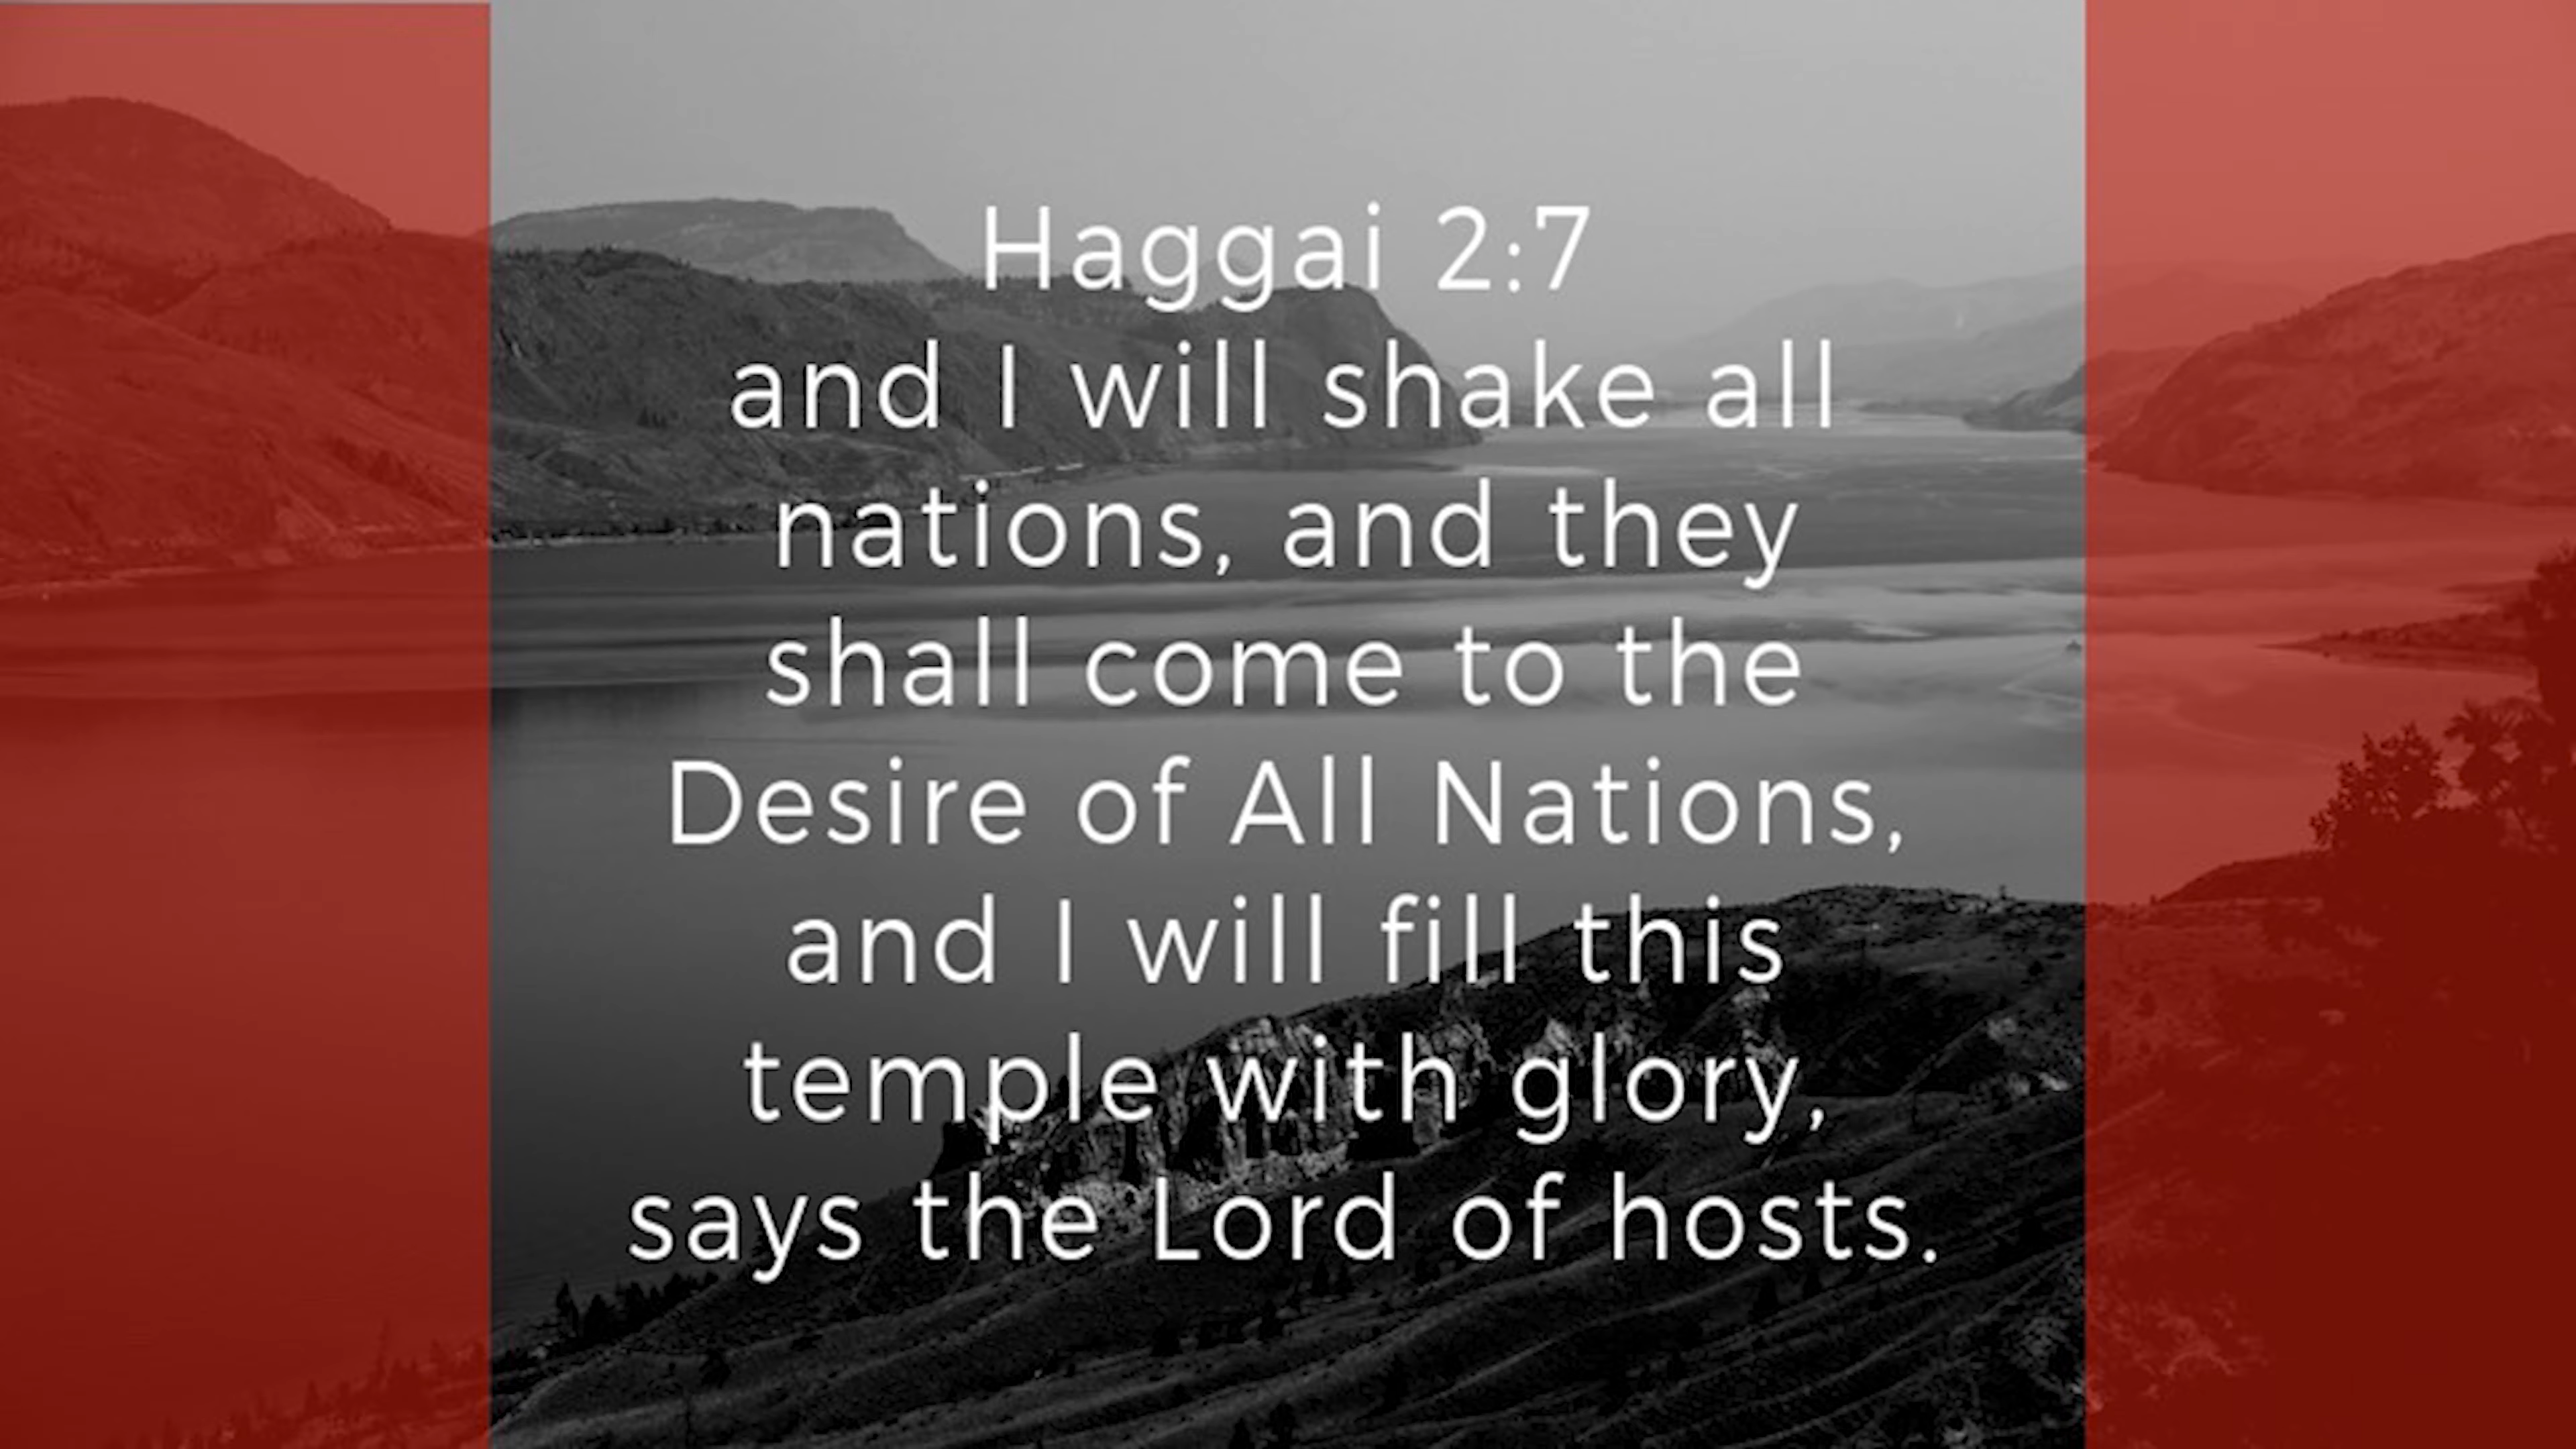 Haggai 2:7
and I will shake all
nations, and they
shall come to the
Desire of All Nations,
and I will fill this
temple with glory,
says the Lord of hosts.